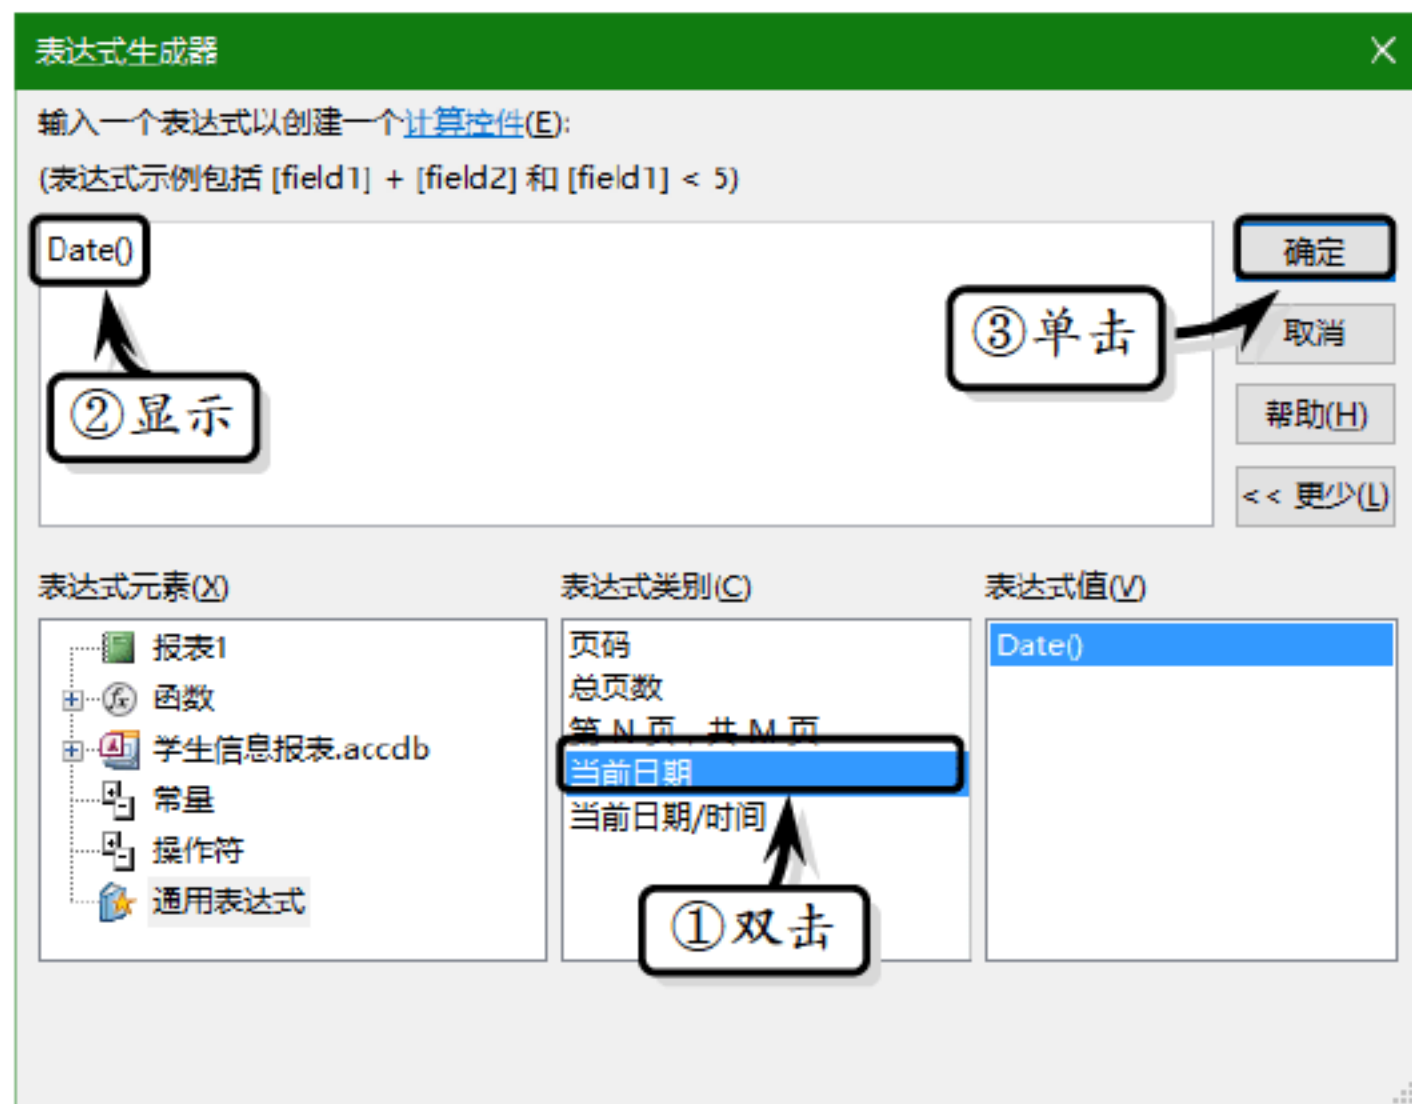 表达式生成器
输入一个表达式以创建一个计算控件(E):
(表达式示例包括 [field1] + [field2] 和 [field1] < 5)
Date()
确定
③单击
取消
②显示
帮助(H)
<< 更少(L)
表达式元素(X)
表达式类别(C)
表达式值(V)
报表1
函数
学生信息报表.accdb
常量
操作符
通用表达式
页码
总页数
第 N 页，共 M 页
当前日期
当前日期/时间
①双击
Date()